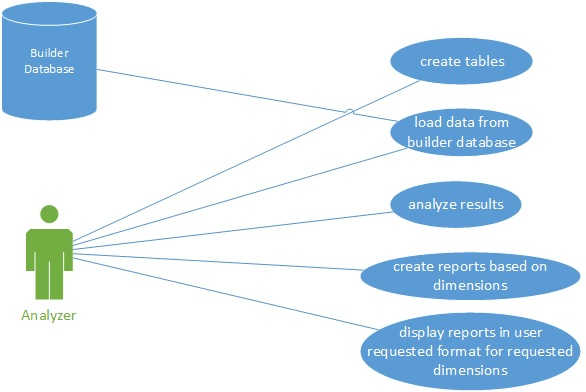 Builder
Database
create tables
load data from
builder database
analyze results
create reports based on
dimensions
display reports in user
requested format for requested
dimensions
Analyzer